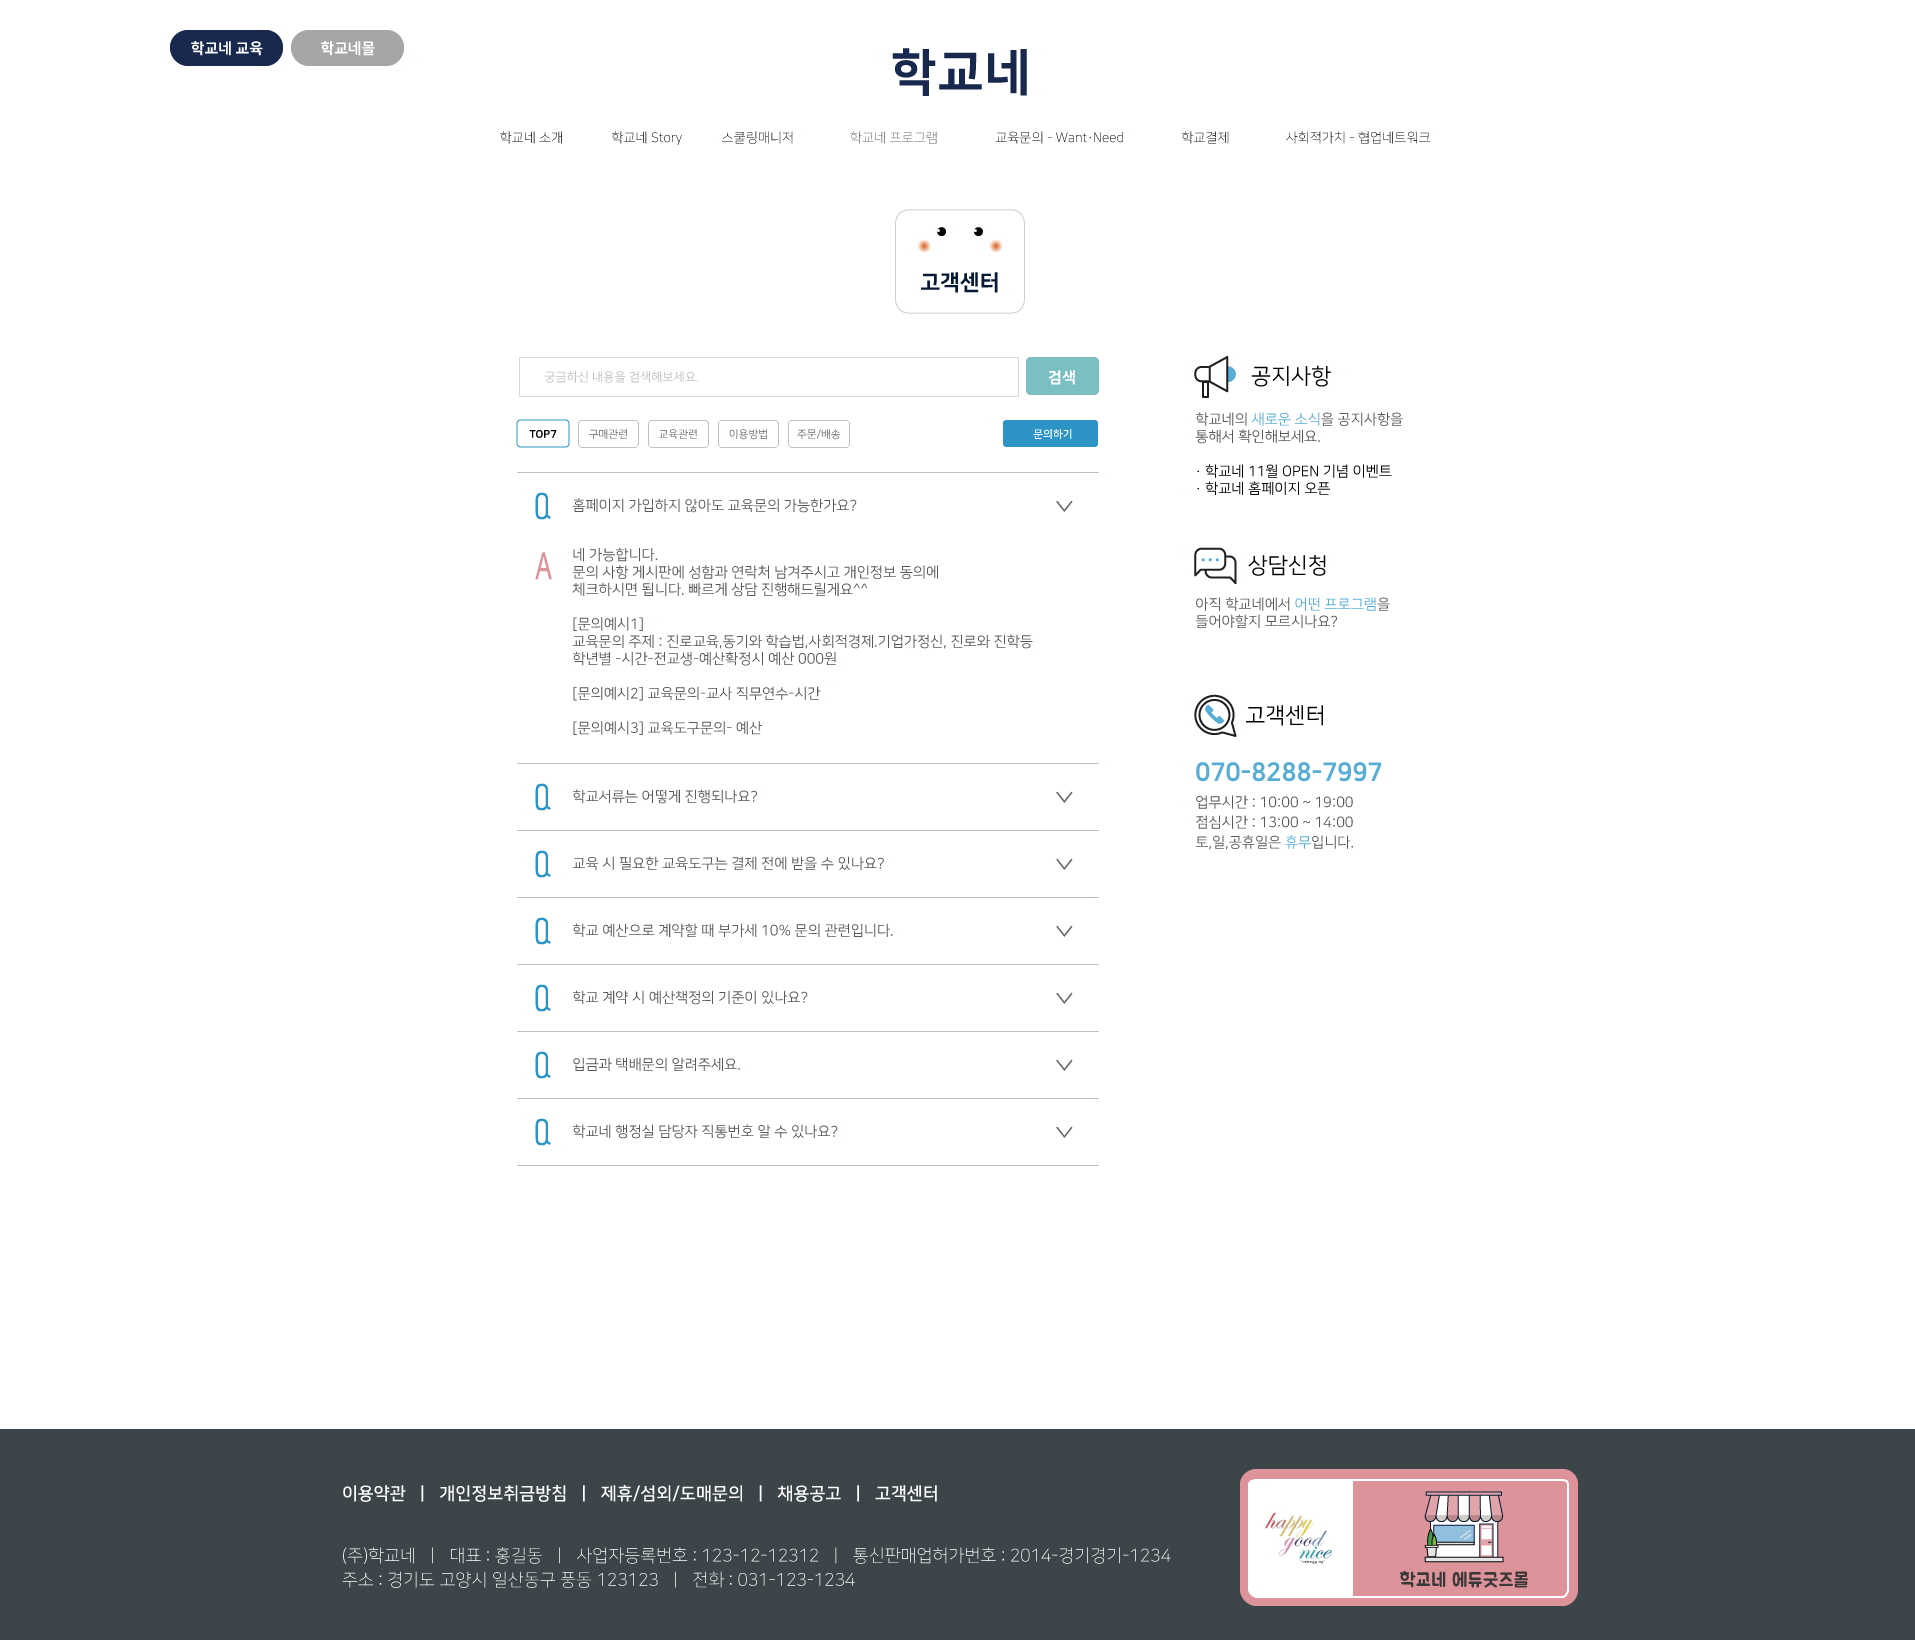 학교네 교육
학교네몰
학교네
학교네 소개
학교네 Story
스쿨링매니저
학교네 프로그램
교육문의 - Want·Need
학교결제
사회적가치 - 협업네트워크
고객센터
궁금하신 내용을 검색해보세요.
검색
TOP7
구매관련
교육관련
이용방법
주문/배송
문의하기
Q 홈페이지 가입하지 않아도 교육문의 가능한가요?
A 네 가능합니다.
문의 사항 게시판에 성함과 연락처 남겨주시고 개인정보 동의에
체크하시면 됩니다. 빠르게 상담 진행해드릴게요^^
[문의예시1]
교육문의 주제 : 진로교육,동기와 학습법,사회적경제.기업가정신, 진로와 진학등
학년별 -시간-전교생-예산확정시 예산 000원
[문의예시2] 교육문의-교사 직무연수-시간
[문의예시3] 교육도구문의- 예산
Q 학교서류는 어떻게 진행되나요?
Q 교육 시 필요한 교육도구는 결제 전에 받을 수 있나요?
Q 학교 예산으로 계약할 때 부가세 10% 문의 관련입니다.
Q 학교 계약 시 예산책정의 기준이 있나요?
Q 입금과 택배문의 알려주세요.
Q 학교네 행정실 담당자 직통번호 알 수 있나요?
공지사항
학교네의 새로운 소식을 공지사항을
통해서 확인해보세요.
· 학교네 11월 OPEN 기념 이벤트
· 학교네 홈페이지 오픈
상담신청
아직 학교네에서 어떤 프로그램을
들어야할지 모르시나요?
고객센터
070-8288-7997
업무시간 : 10:00 ~ 19:00
점심시간 : 13:00 ~ 14:00
토,일,공휴일은 휴무입니다.
이용약관 | 개인정보취금방침 | 제휴/섬외/도매문의 | 채용공고 | 고객센터
(주)학교네 | 대표 : 홍길동 | 사업자등록번호 : 123-12-12312 | 통신판매업허가번호 : 2014-경기경기-1234
주소 : 경기도 고양시 일산동구 풍동 123123 | 전화 : 031-123-1234
happy
good
nice
학교네 에듀굿즈몰